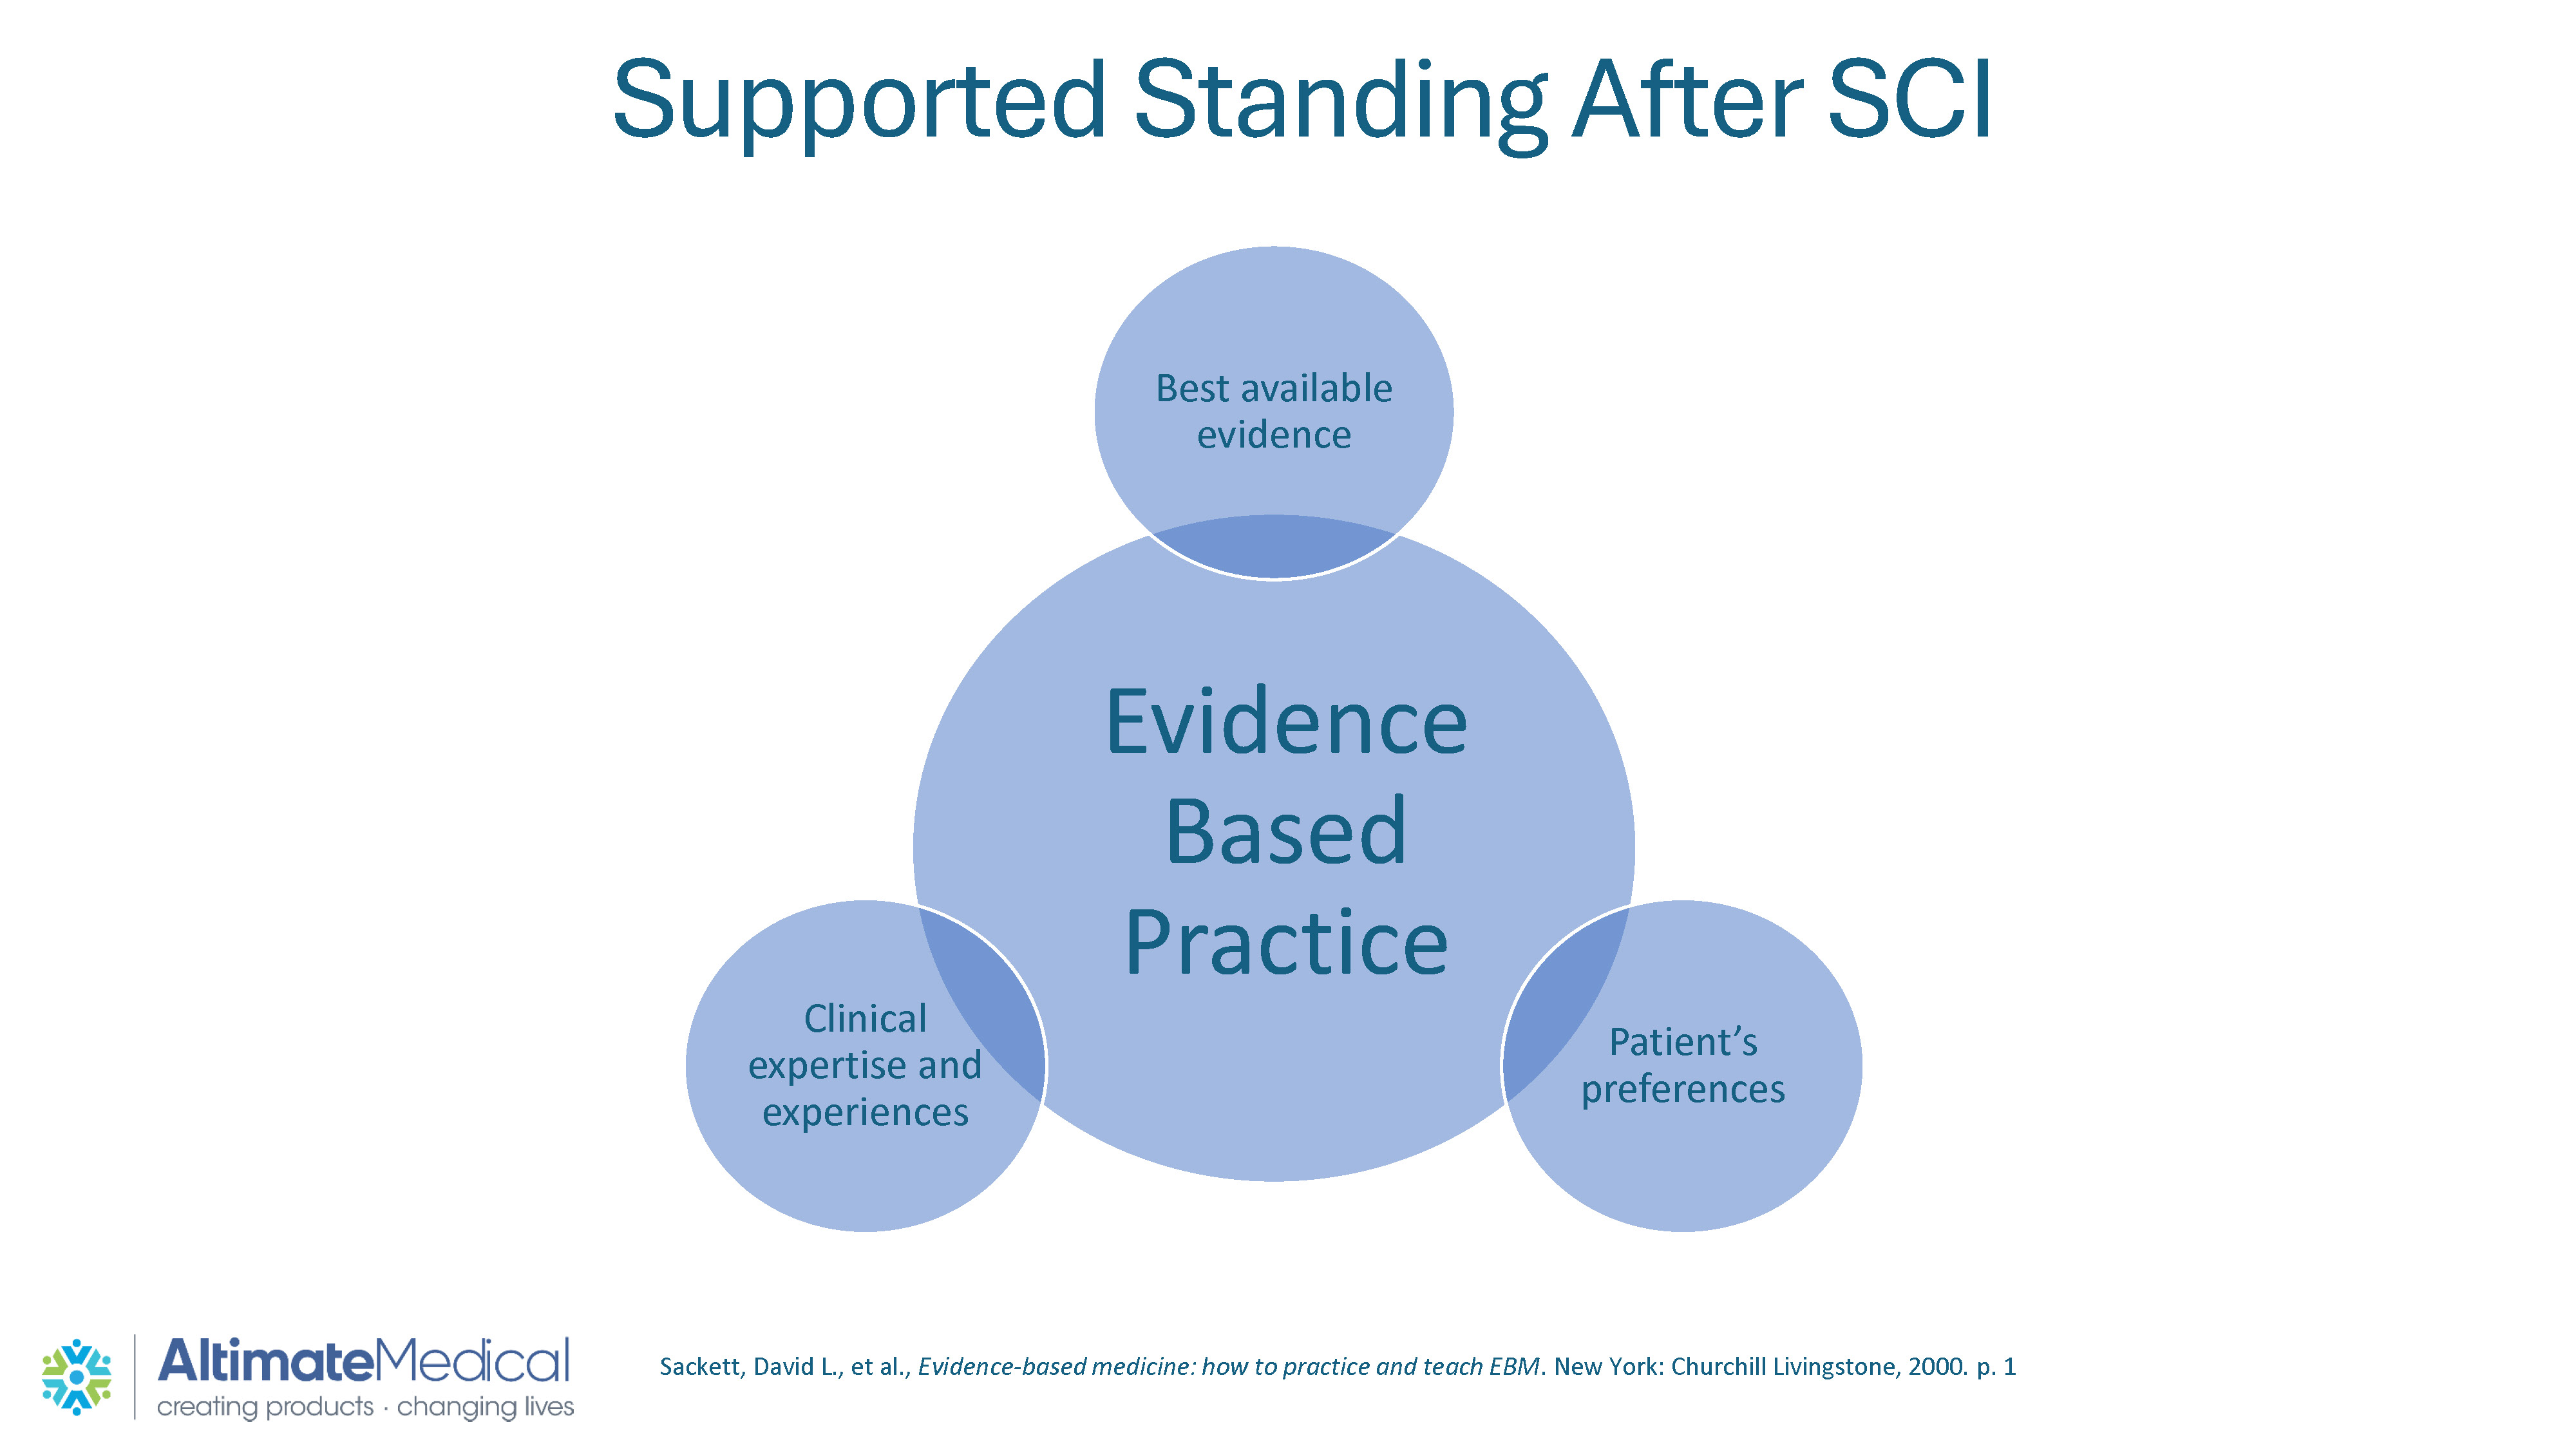 Supported Standing After SCI
Best available
evidence
Evidence
Based
Practice
Clinical
expertise and
experiences
Patient’s
preferences
AltimateMedical
creating products · changing lives
Sackett, David L., et al., Evidence-based medicine: how to practice and teach EBM. New York: Churchill Livingstone, 2000. p. 1